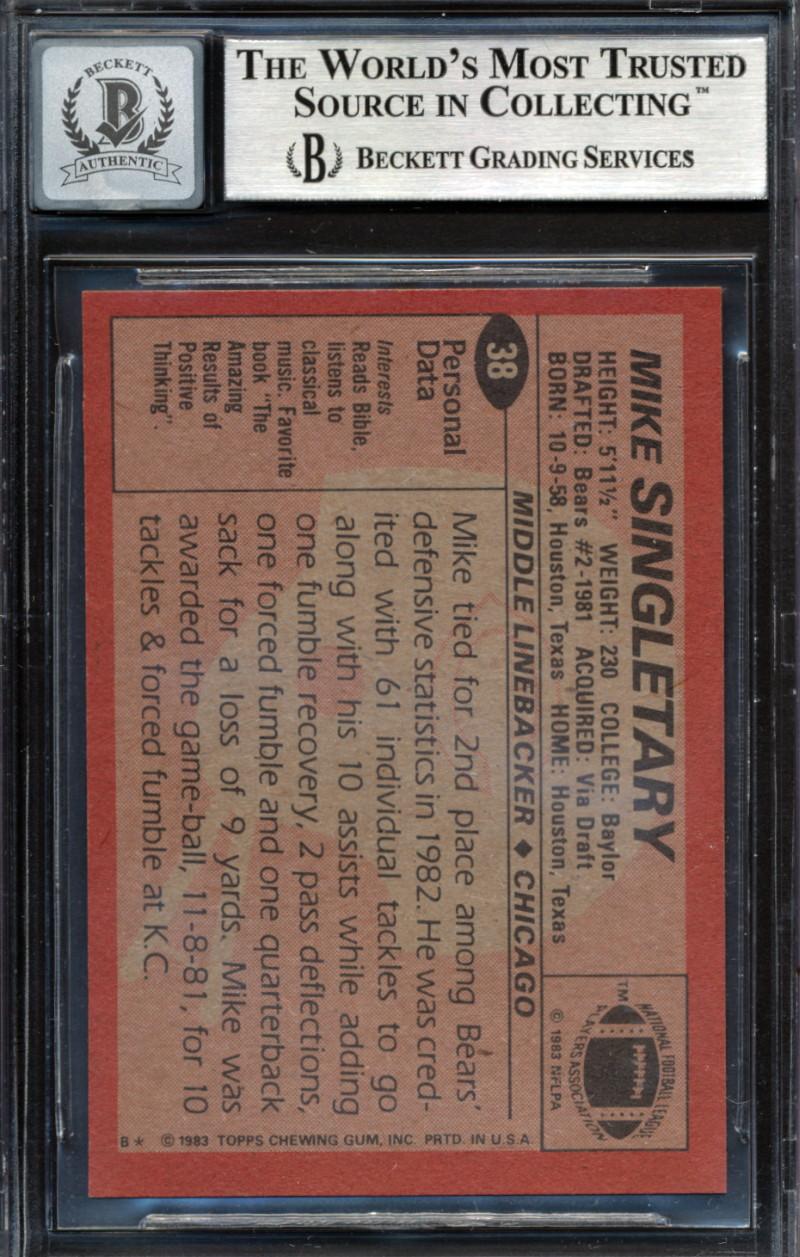 BECKETT
B
AUTHENTIC
THE WORLD'S MOST TRUSTED
SOURCE IN COLLECTING™
B BECKETT GRADING SERVICES
MIKE SINGLETARY
HEIGHT: 5'11½" WEIGHT: 230 COLLEGE: Baylor
DRAFTED: Bears #2-1981 ACQUIRED: Via Draft
BORN: 10-9-58, Houston, Texas HOME: Houston, Texas
TM
NATIONAL FOOTBALL LEAGUE
PLAYERS ASSOCIATION
© 1983 NFLPA
38
MIDDLE LINEBACKER ♦ CHICAGO
Personal
Data
Interests
Reads Bible,
listens to
classical
music. Favorite
book "The
Amazing
Results of
Positive
Thinking".
Mike tied for 2nd place among Bears'
defensive statistics in 1982. He was cred-
ited with 61 individual tackles to go
along with his 10 assists while adding
one fumble recovery, 2 pass deflections,
one forced fumble and one quarterback
sack for a loss of 9 yards. Mike was
awarded the game-ball, 11-8-81, for 10
tackles & forced fumble at K.C.
B* © 1983 TOPPS CHEWING GUM, INC. PRTD. IN U.S.A.